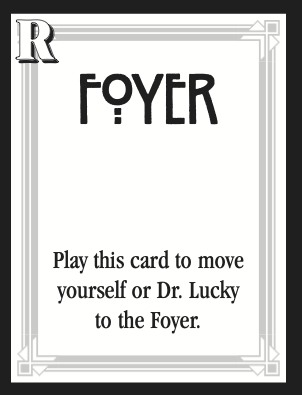 R
FOYER
Play this card to move
yourself or Dr. Lucky
to the Foyer.